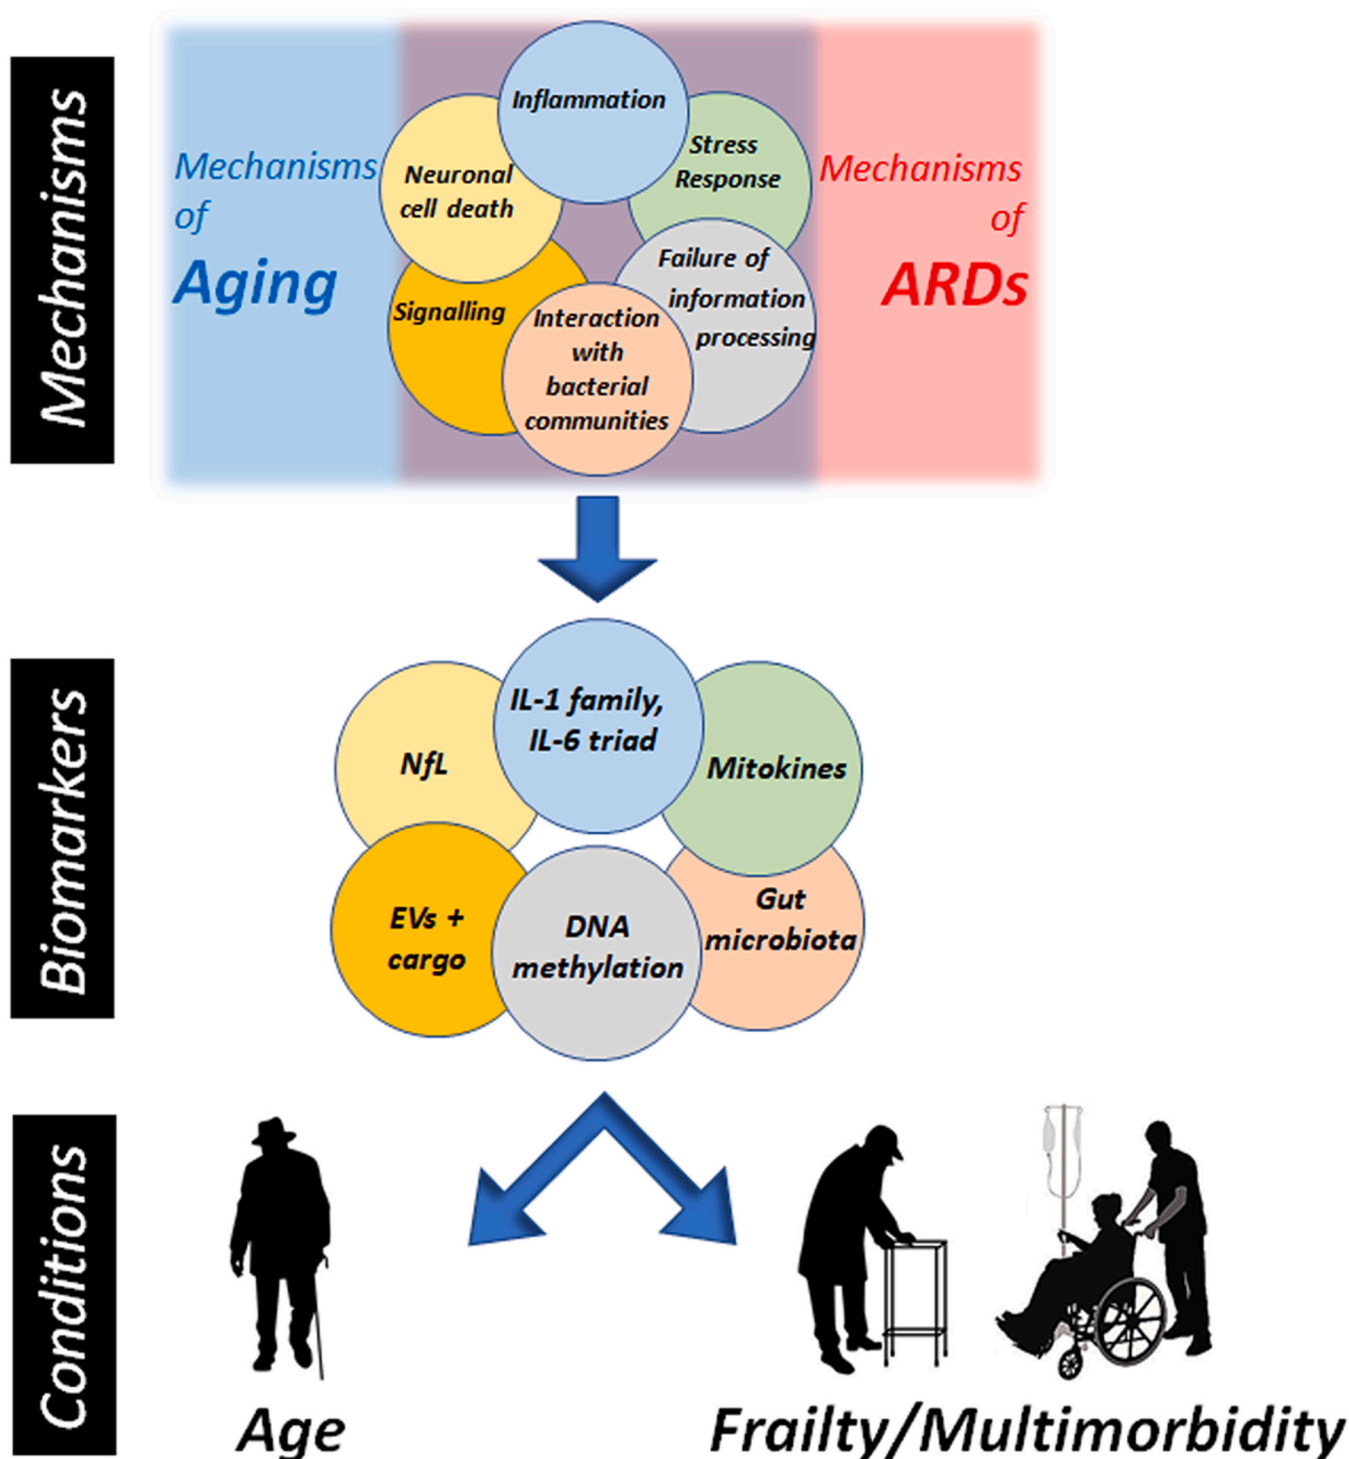 Mechanisms
Mechanisms
of
Aging
Inflammation
Neuronal
cell death
Stress
Response
Signalling
Interaction
with
bacterial
communities
Failure of
information
processing
Mechanisms
of
ARDs
Biomarkers
IL-1 family,
IL-6 triad
NfL
Mitokines
EVs +
cargo
DNA
methylation
Gut
microbiota
Conditions
Age
Frailty/Multimorbidity